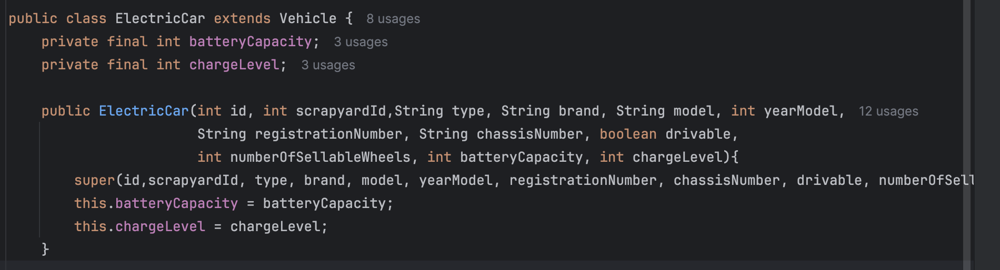 public class ElectricCar extends Vehicle { 8 usages
private final int batteryCapacity; 3 usages
private final int chargeLevel; 3 usages
public ElectricCar(int id, int scrapyardId,String type, String brand, String model, int yearModel, 12 usages
String registrationNumber, String chassisNumber, boolean drivable,
int numberOfSellableWheels, int batteryCapacity, int chargeLevel){
super(id,scrapyardId, type, brand, model, yearModel, registrationNumber, chassisNumber, drivable, numberOfSell
this.batteryCapacity = batteryCapacity;
this.chargeLevel = chargeLevel;
}